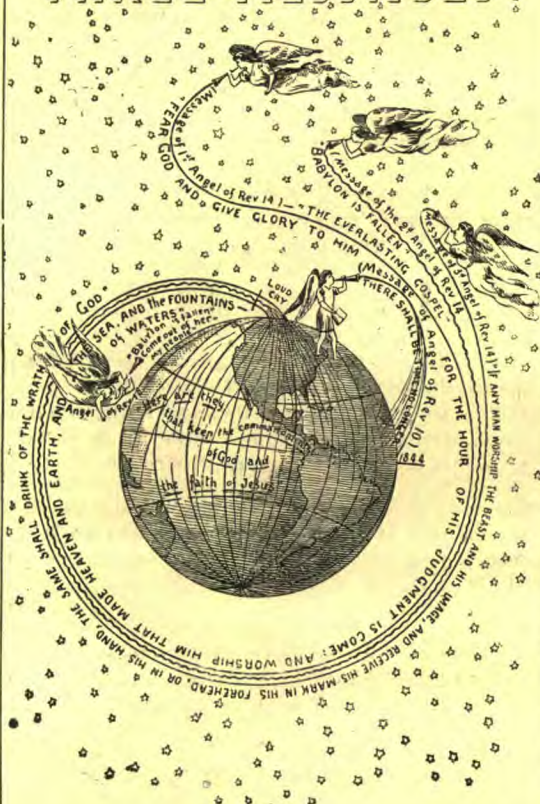 THREE MESSAGES.
(Message of 1st Angel of Rev 14)— "THE EVERLASTING GOSPEL
"FEAR GOD AND GIVE GLORY TO HIM FOR THE HOUR OF HIS JUDGMENT IS COME: AND WORSHIP HIM THAT MADE HEAVEN AND EARTH, AND THE SEA, AND the FOUNTAINS OF WATERS"
(Message of the 2d Angel of Rev 14
"BABYLON IS FALLEN
Message of 3d Angel of Rev 14) "IF ANY MAN WORSHIP THE BEAST AND HIS IMAGE, AND RECEIVE HIS MARK IN HIS FOREHEAD, OR IN HIS HAND, THE SAME SHALL DRINK OF THE WRATH OF GOD"
(Message of Angel of Rev 10)
"THERE SHALL BE TIME NO LONGER
1844
LOUD
CRY
"Babylon is fallen"
"Come out of her
my people"
Angel of Rev
"Here are they
that keep the commandments
of God and
the faith of Jesus"